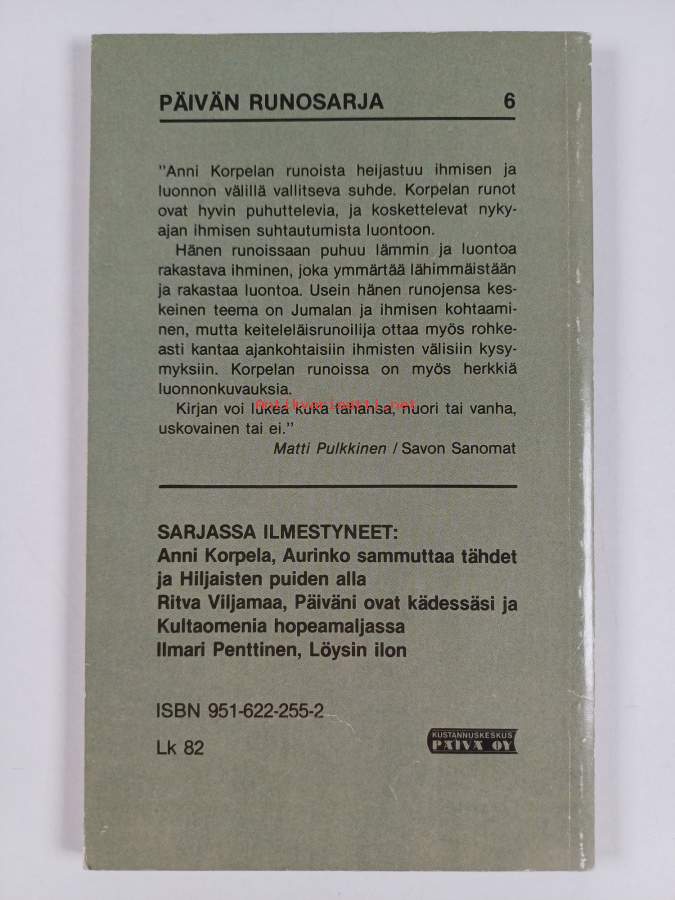 PÄIVÄN RUNOSARJA 6
"Anni Korpelan runoista heijastuu ihmisen ja
luonnon välillä vallitseva suhde. Korpelan runot
ovat hyvin puhuttelevia, ja koskettelevat nyky-
ajan ihmisen suhtautumista luontoon.
Hänen runoissaan puhuu lämmin ja luontoa
rakastava ihminen, joka ymmärtää lähimmäistään
ja rakastaa luontoa. Usein hänen runojensa kes-
keinen teema on Jumalan ja ihmisen kohtaami-
nen, mutta keiteleläisrunoilija ottaa myös rohke-
asti kantaa ajankohtaisiin ihmisten välisiin kysy-
myksiin. Korpelan runoissa on myös herkkiä
luonnonkuvauksia.
Antikvariaatti.net
Kirjan voi lukea kuka tahansa, nuori tai vanha,
uskovainen tai ei."
Matti Pulkkinen / Savon Sanomat
SARJASSA ILMESTYNEET:
Anni Korpela, Aurinko sammuttaa tähdet
ja Hiljaisten puiden alla
Ritva Viljamaa, Päiväni ovat kädessäsi ja
Kultaomenia hopeamaljassa
Ilmari Penttinen, Löysin ilon
ISBN 951-622-255-2
Lk 82
KUSTANNUSKESKUS
PÄIVÄ OY